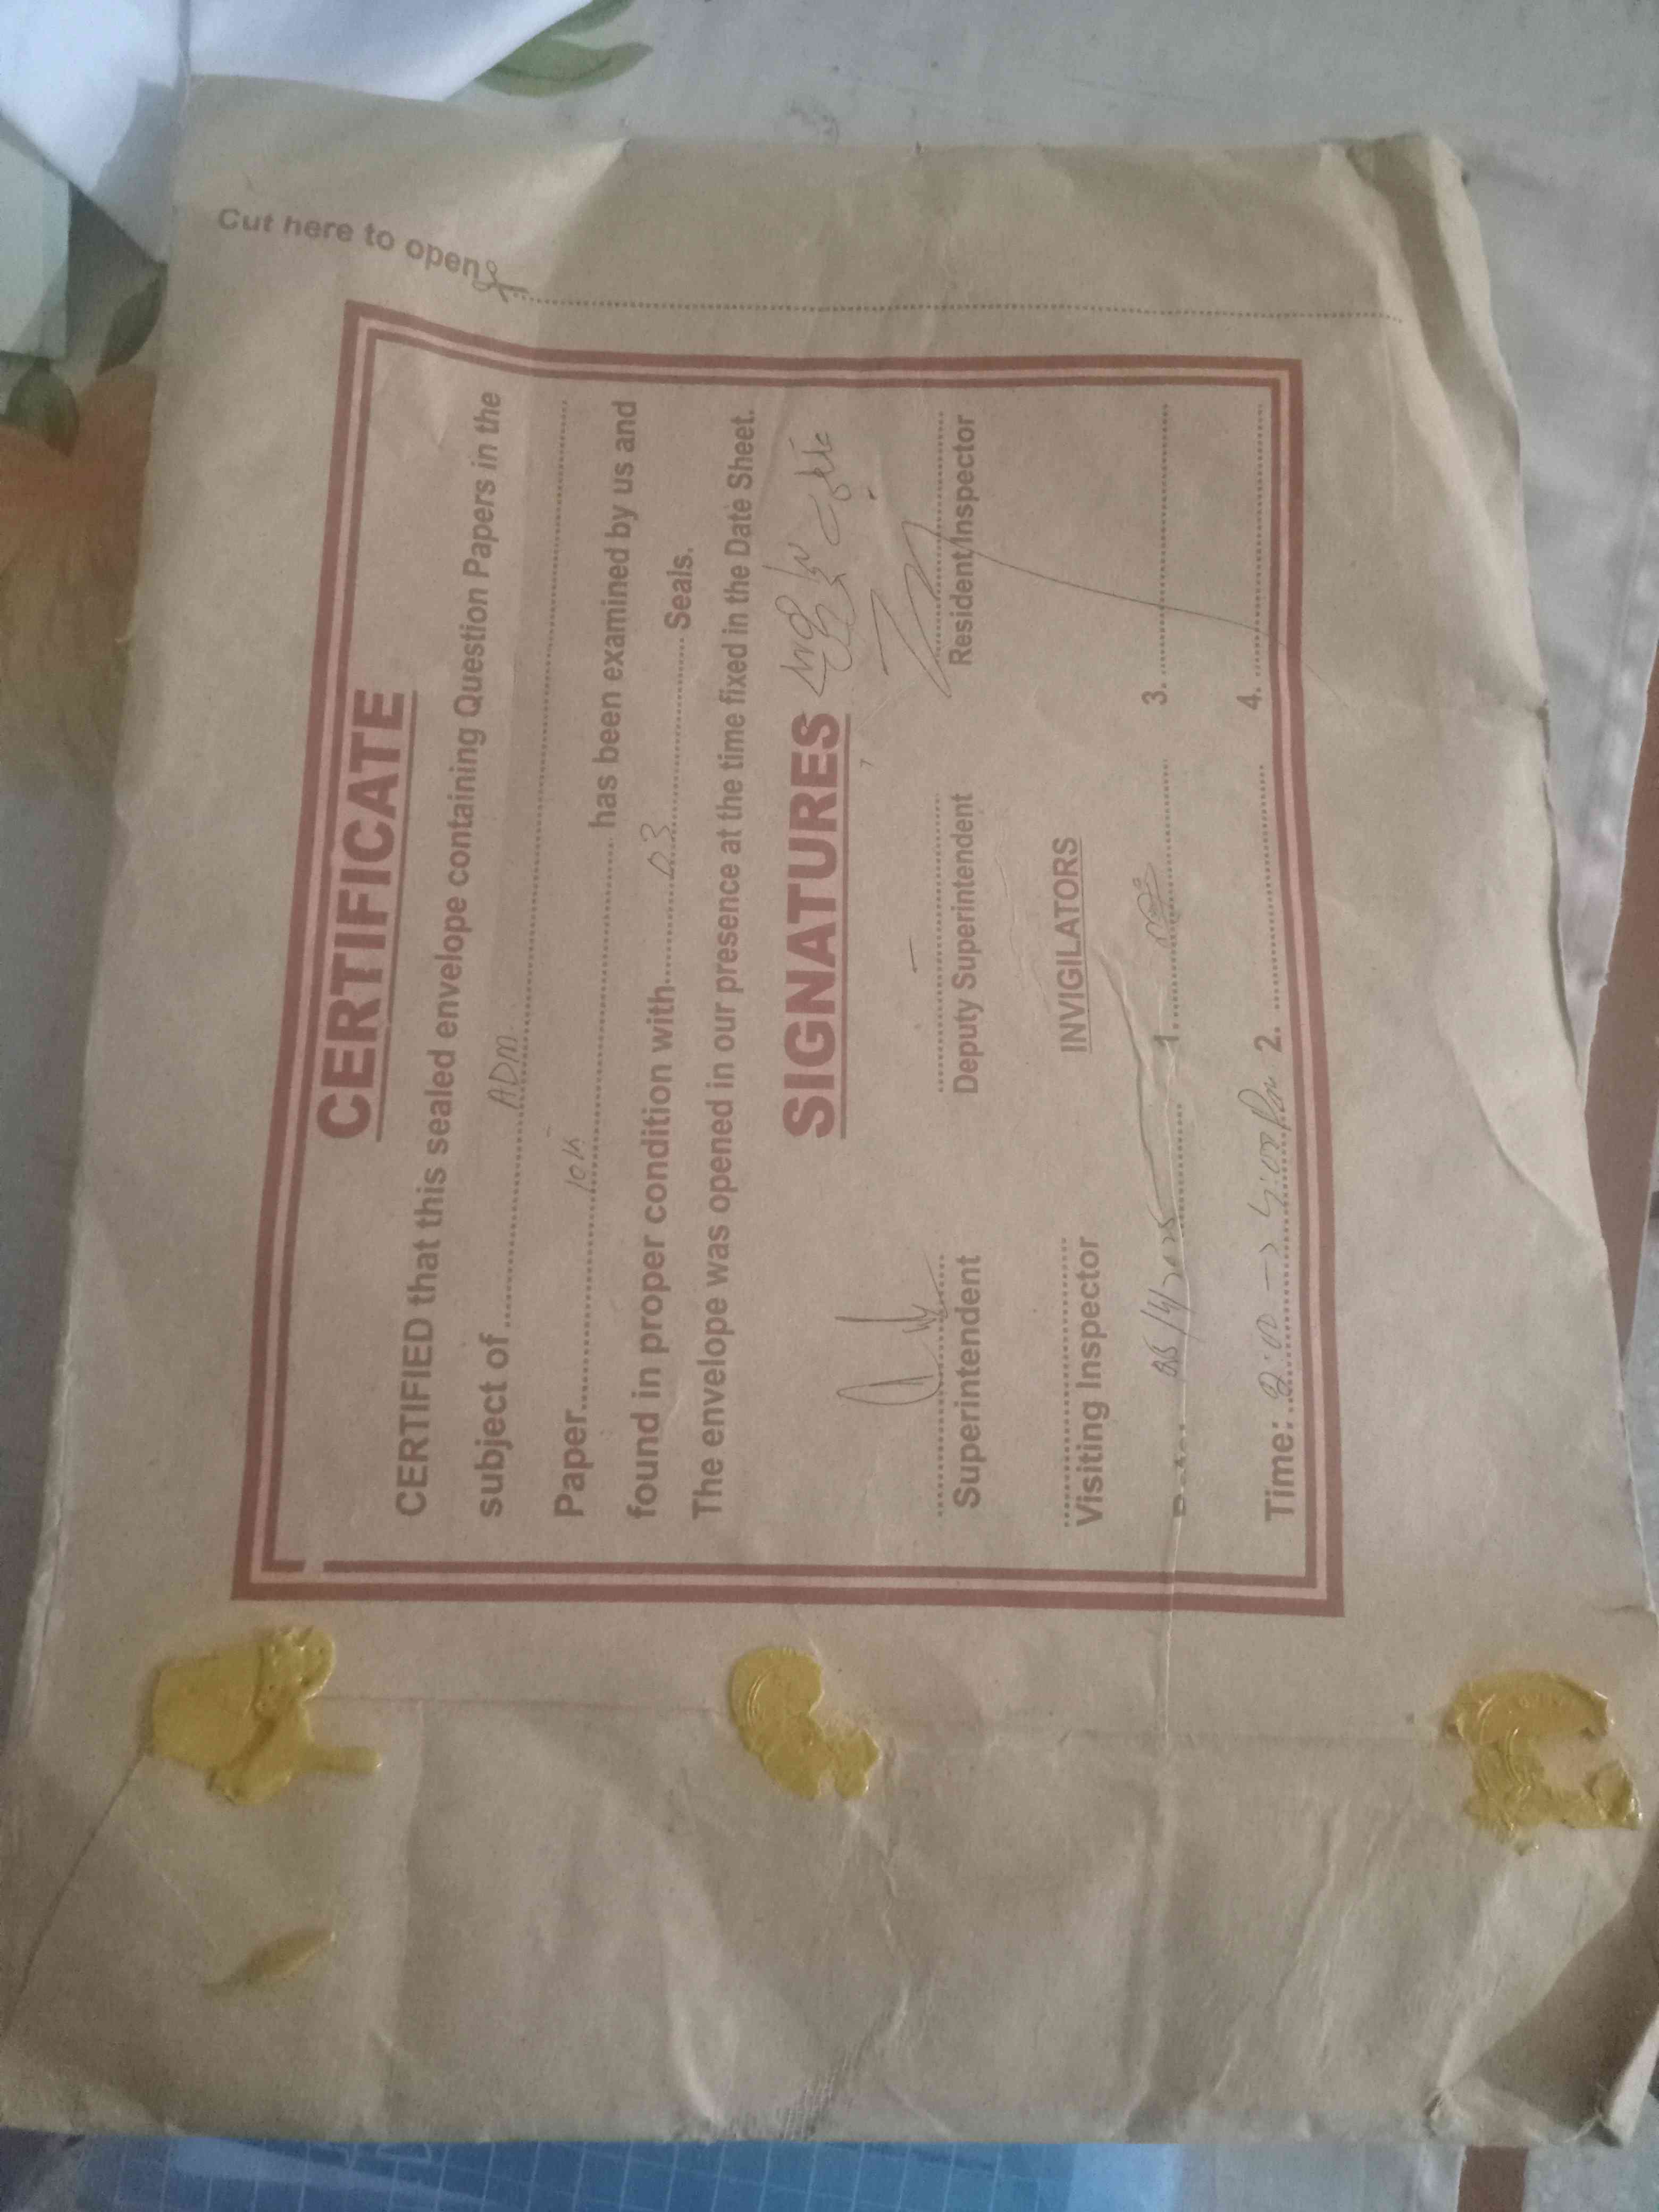 Cut here to open
CERTIFICATE
CERTIFIED that this sealed envelope containing Question Papers in the
subject of .......... ADM ..........
Paper .......... 10th .......... has been examined by us and
found in proper condition with .......... 03 .......... Seals.
The envelope was opened in our presence at the time fixed in the Date Sheet.
SIGNATURES
Superintendent Deputy Superintendent Resident Inspector
INVIGILATORS
Visiting Inspector
1. .......... 3. ..........
Time: 2. .......... 4. ..........